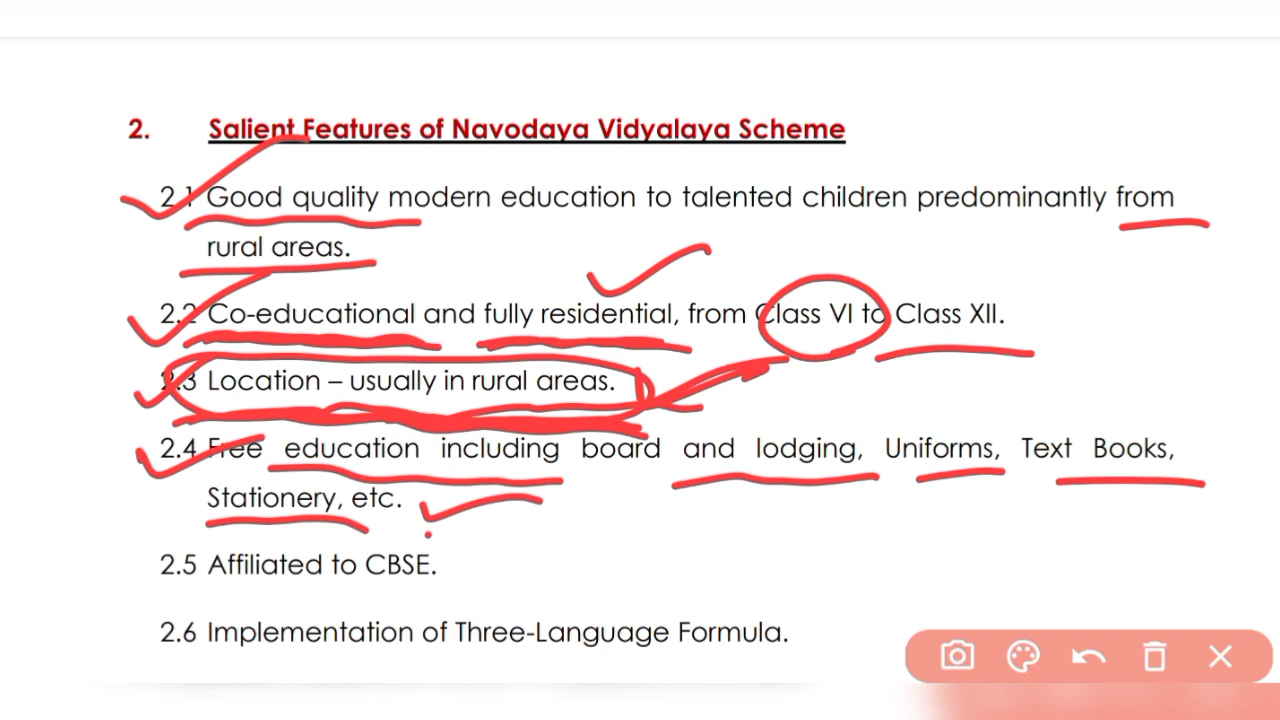 2. Salient Features of Navodaya Vidyalaya Scheme
2.1 Good quality modern education to talented children predominantly from
rural areas.
2.2 Co-educational and fully residential, from Class VI to Class XII.
2.3 Location – usually in rural areas.
2.4 Free education including board and lodging, Uniforms, Text Books,
Stationery, etc.
2.5 Affiliated to CBSE.
2.6 Implementation of Three-Language Formula.